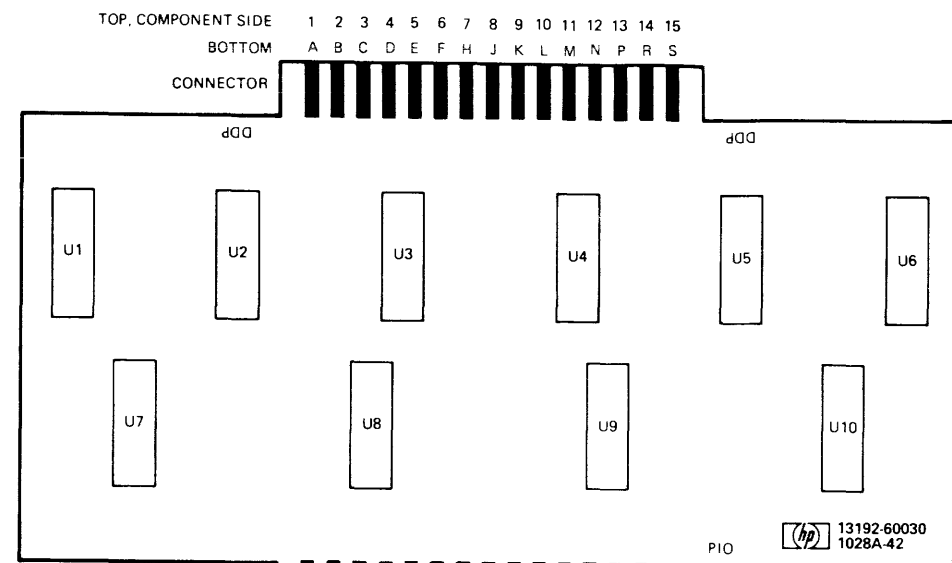 TOP, COMPONENT SIDE 1 2 3 4 5 6 7 8 9 10 11 12 13 14 15
BOTTOM A B C D E F H J K L M N P R S
CONNECTOR
DDP DDP
U1 U2 U3 U4 U5 U6
U7 U8 U9 U10
PIO hp 13192-60030
1028A-42